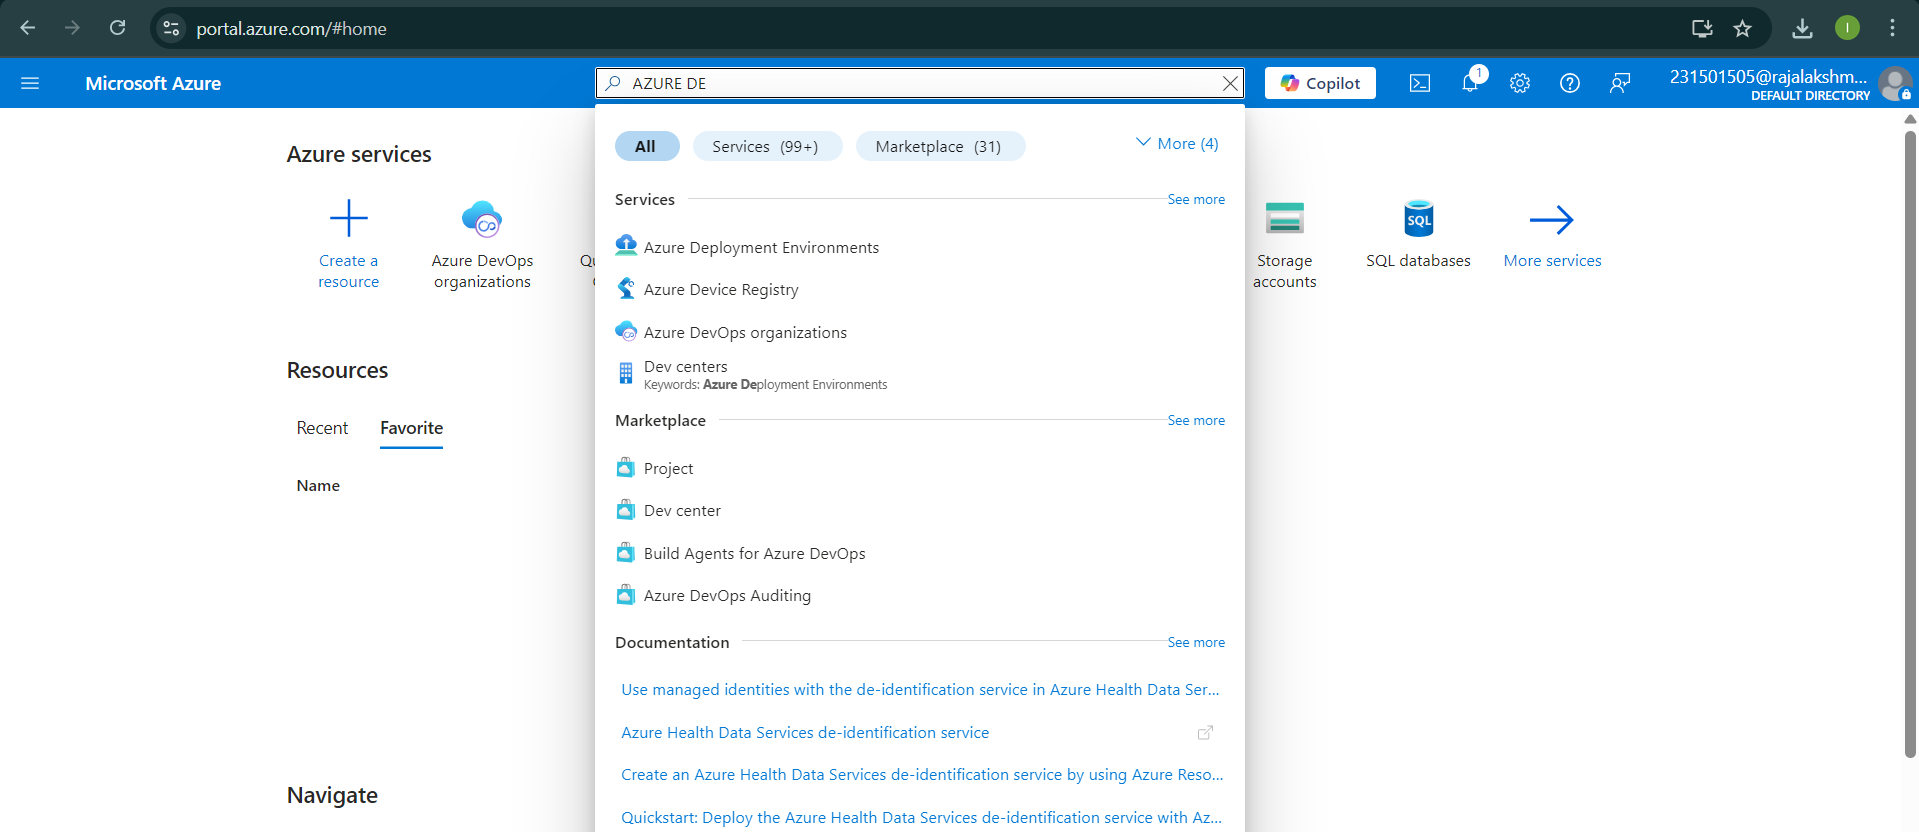 portal.azure.com/#home
Microsoft Azure
AZURE DE
Copilot
1
231501505@rajalakshm...
DEFAULT DIRECTORY
I
All
Services (99+)
Marketplace (31)
More (4)
Azure services
Create a
resource
Azure DevOps
organizations
Storage
accounts
SQL
SQL databases
More services
Services
See more
Azure Deployment Environments
Azure Device Registry
Azure DevOps organizations
Dev centers
Keywords: Azure Deployment Environments
Marketplace
See more
Project
Dev center
Build Agents for Azure DevOps
Azure DevOps Auditing
Documentation
See more
Use managed identities with the de-identification service in Azure Health Data Ser...
Azure Health Data Services de-identification service
Create an Azure Health Data Services de-identification service by using Azure Reso...
Quickstart: Deploy the Azure Health Data Services de-identification service with Az...
Resources
Recent
Favorite
Name
Navigate